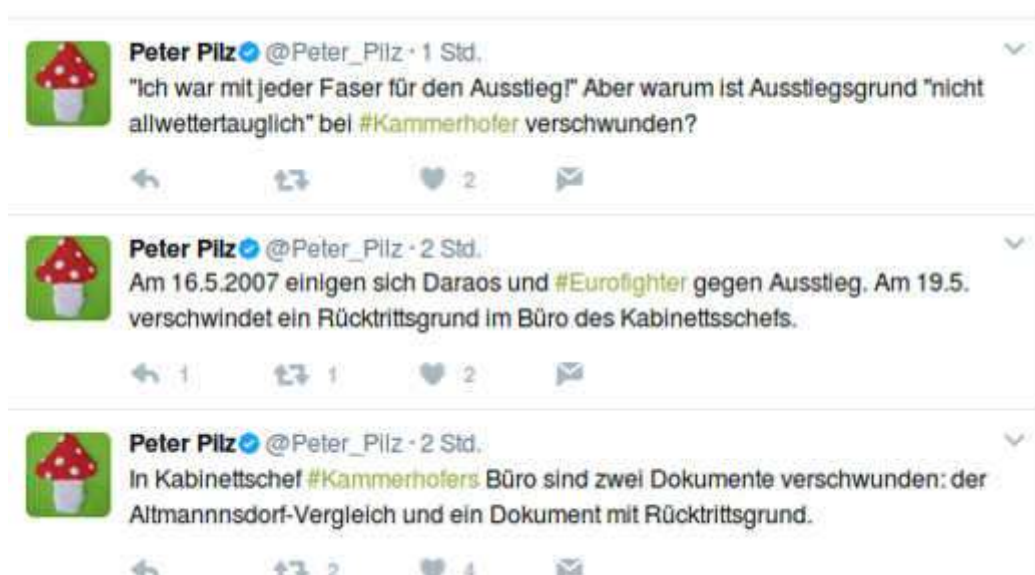 Peter Pilz @Peter_Pilz · 1 Std.
"Ich war mit jeder Faser für den Ausstieg!" Aber warum ist Ausstiegsgrund "nicht
allwettertauglich" bei #Kammerhofer verschwunden?
2
Peter Pilz @Peter_Pilz · 2 Std.
Am 16.5.2007 einigen sich Daraos und #Eurofighter gegen Ausstieg. Am 19.5.
verschwindet ein Rücktrittsgrund im Büro des Kabinettsschefs.
1 1 2
Peter Pilz @Peter_Pilz · 2 Std.
In Kabinettschef #Kammerhofers Büro sind zwei Dokumente verschwunden: der
Altmannnnsdorf-Vergleich und ein Dokument mit Rücktrittsgrund.
2 4